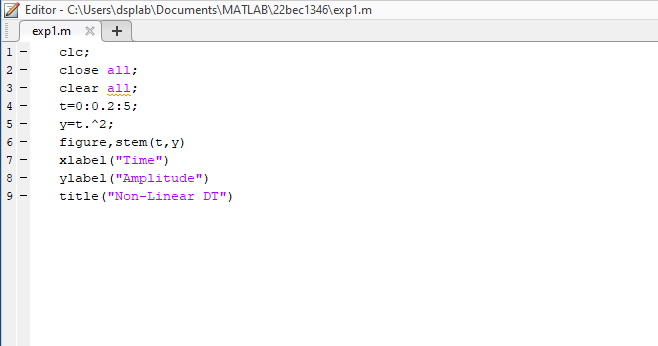 Editor - C:\Users\dsplab\Documents\MATLAB\22bec1346\exp1.m
exp1.m × +
1 - clc;
2 - close all;
3 - clear all;
4 - t=0:0.2:5;
5 - y=t.^2;
6 - figure,stem(t,y)
7 - xlabel("Time")
8 - ylabel("Amplitude")
9 - title("Non-Linear DT")